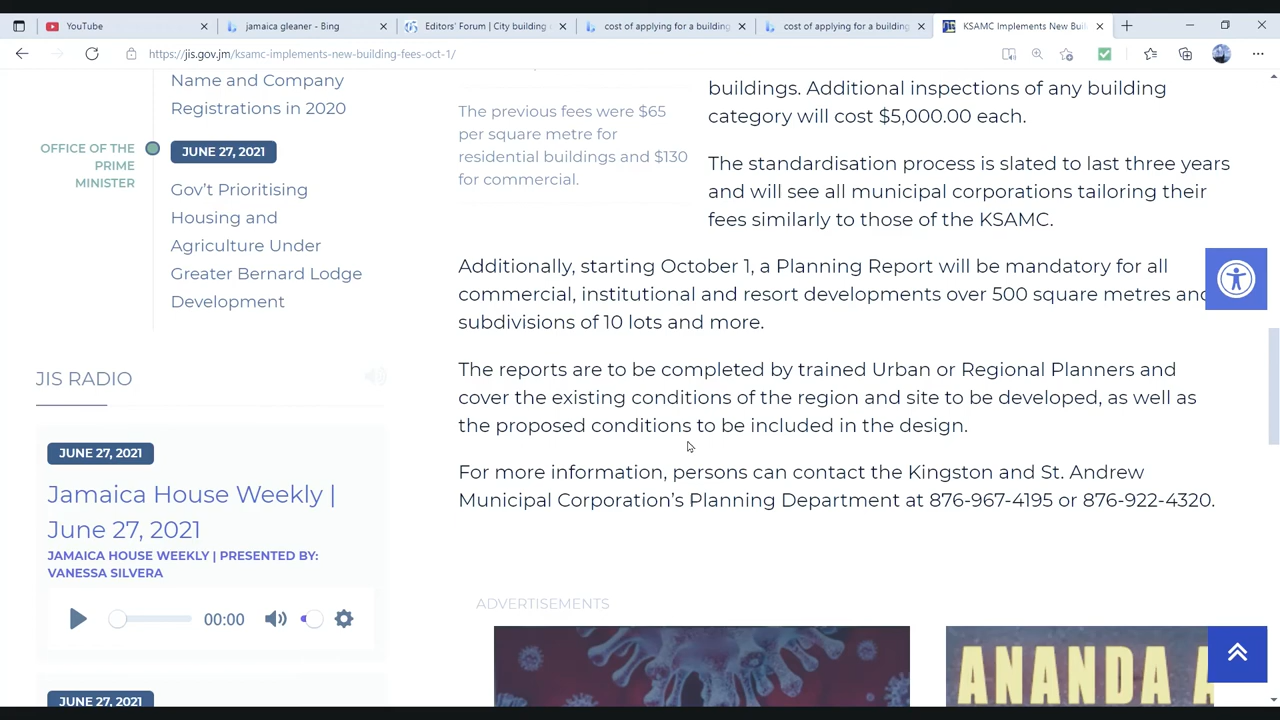 YouTube
jamaica gleaner - Bing
Editors' Forum | City building
cost of applying for a building
cost of applying for a building
KSAMC Implements New Buil
https://jis.gov.jm/ksamc-implements-new-building-fees-oct-1/
Name and Company
Registrations in 2020
OFFICE OF THE
PRIME
MINISTER
JUNE 27, 2021
Gov't Prioritising
Housing and
Agriculture Under
Greater Bernard Lodge
Development
JIS RADIO
JUNE 27, 2021
Jamaica House Weekly |
June 27, 2021
JAMAICA HOUSE WEEKLY | PRESENTED BY:
VANESSA SILVERA
00:00
JUNE 27, 2021
The previous fees were $65
per square metre for
residential buildings and $130
for commercial.
buildings. Additional inspections of any building
category will cost $5,000.00 each.
The standardisation process is slated to last three years
and will see all municipal corporations tailoring their
fees similarly to those of the KSAMC.
Additionally, starting October 1, a Planning Report will be mandatory for all
commercial, institutional and resort developments over 500 square metres and
subdivisions of 10 lots and more.
The reports are to be completed by trained Urban or Regional Planners and
cover the existing conditions of the region and site to be developed, as well as
the proposed conditions to be included in the design.
For more information, persons can contact the Kingston and St. Andrew
Municipal Corporation's Planning Department at 876-967-4195 or 876-922-4320.
ADVERTISEMENTS
ANANDA A